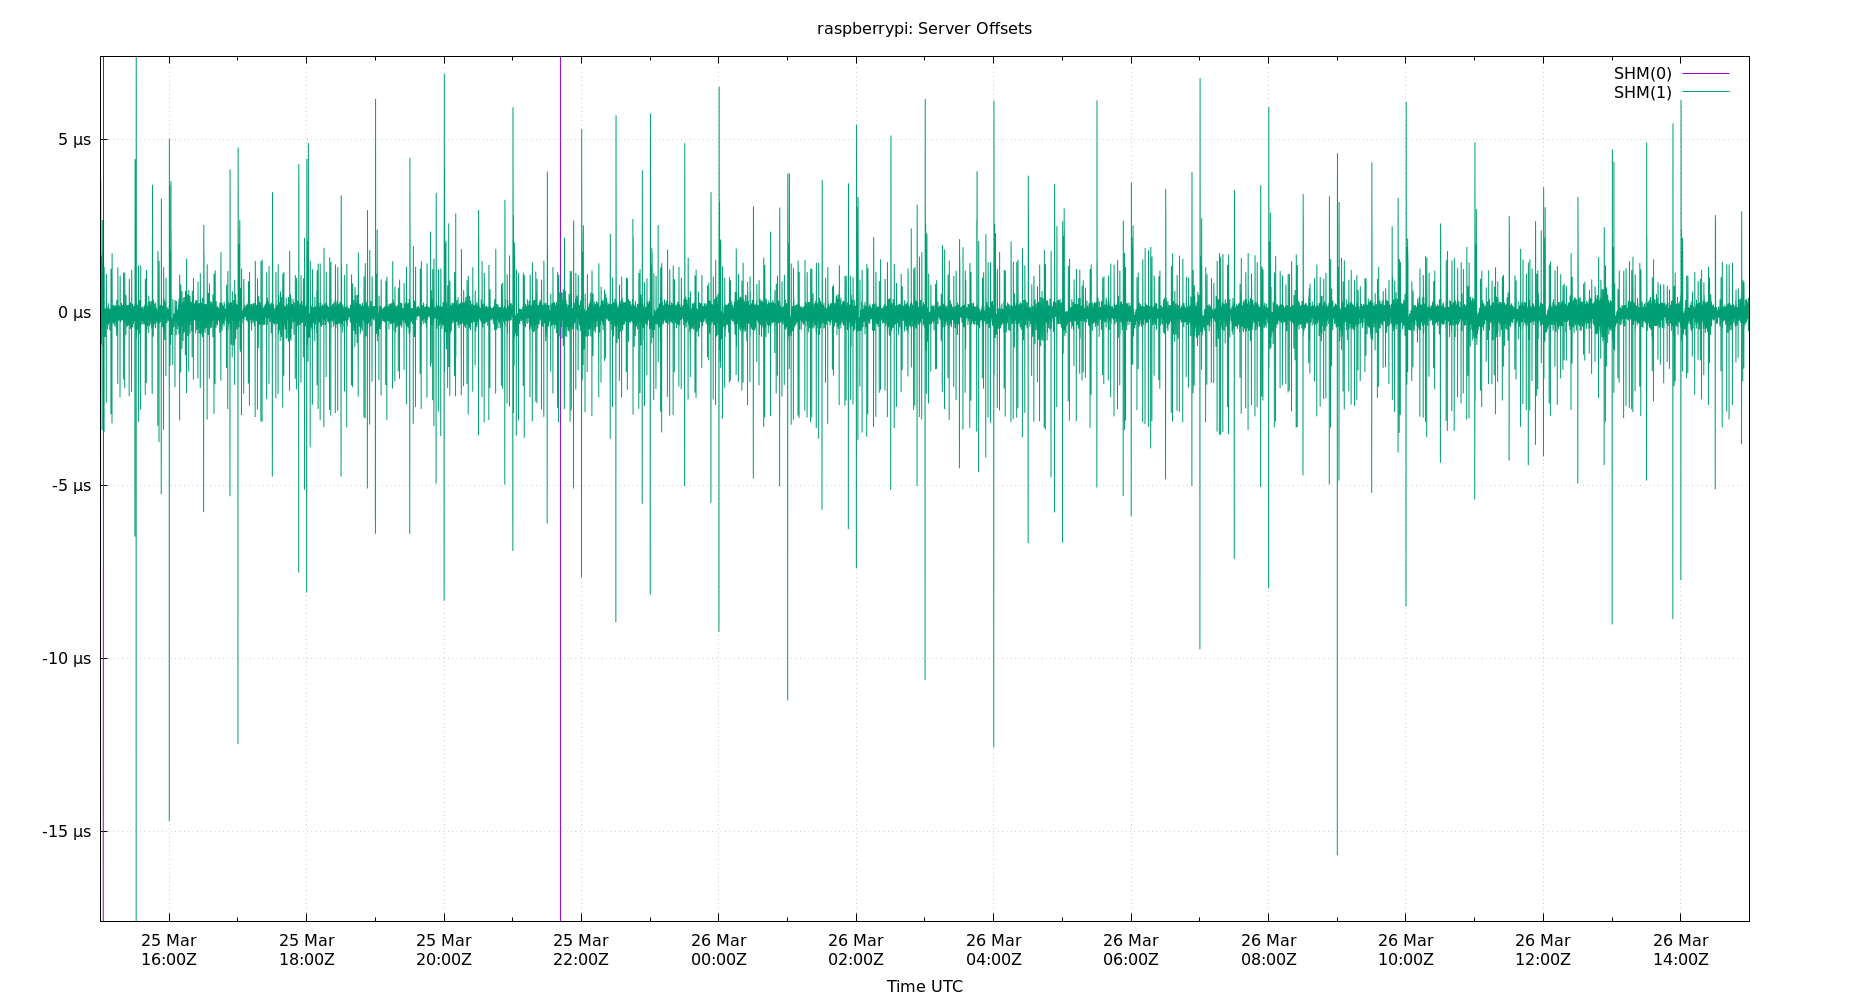 raspberrypi: Server Offsets
SHM(0)
SHM(1)
5 µs
0 µs
-5 µs
-10 µs
-15 µs
25 Mar 25 Mar 25 Mar 25 Mar 26 Mar 26 Mar 26 Mar 26 Mar 26 Mar 26 Mar 26 Mar 26 Mar
16:00Z 18:00Z 20:00Z 22:00Z 00:00Z 02:00Z 04:00Z 06:00Z 08:00Z 10:00Z 12:00Z 14:00Z
Time UTC